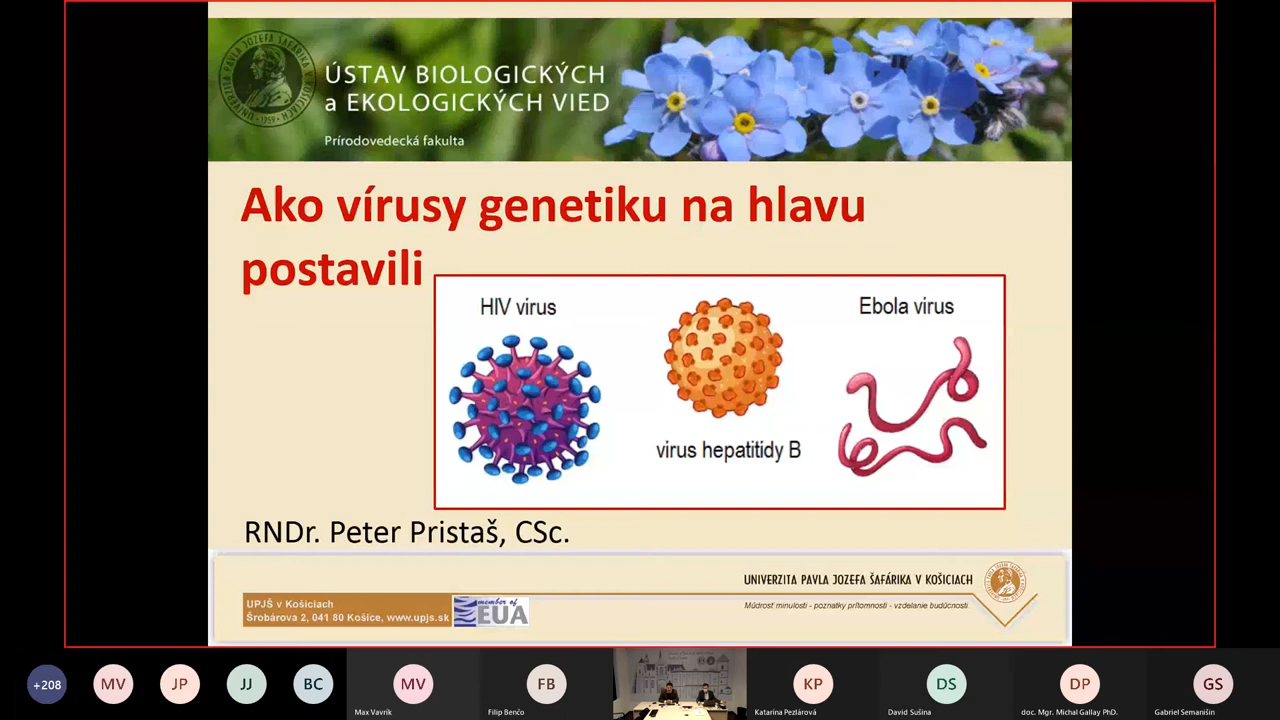 ÚSTAV BIOLOGICKÝCH
a EKOLOGICKÝCH VIED
Prírodovedecká fakulta
Ako vírusy genetiku na hlavu
postavili
HIV virus
Ebola virus
virus hepatitidy B
RNDr. Peter Pristaš, CSc.
UNIVERZITA PAVLA JOZEFA ŠAFÁRIKA V KOŠICIACH
Múdrosť minulosti - poznatky prítomnosti - vzdelanie budúcnosti
UPJŠ v Košiciach
Šrobárova 2, 041 80 Košice, www.upjs.sk
member of
EUA
+208
MV
JP
JJ
BC
MV
FB
KP
DS
DP
GS
Max Vavrík
Filip Benčo
Katarína Pezlárová
David Sušina
doc. Mgr. Michal Gallay PhD.
Gabriel Semanišin